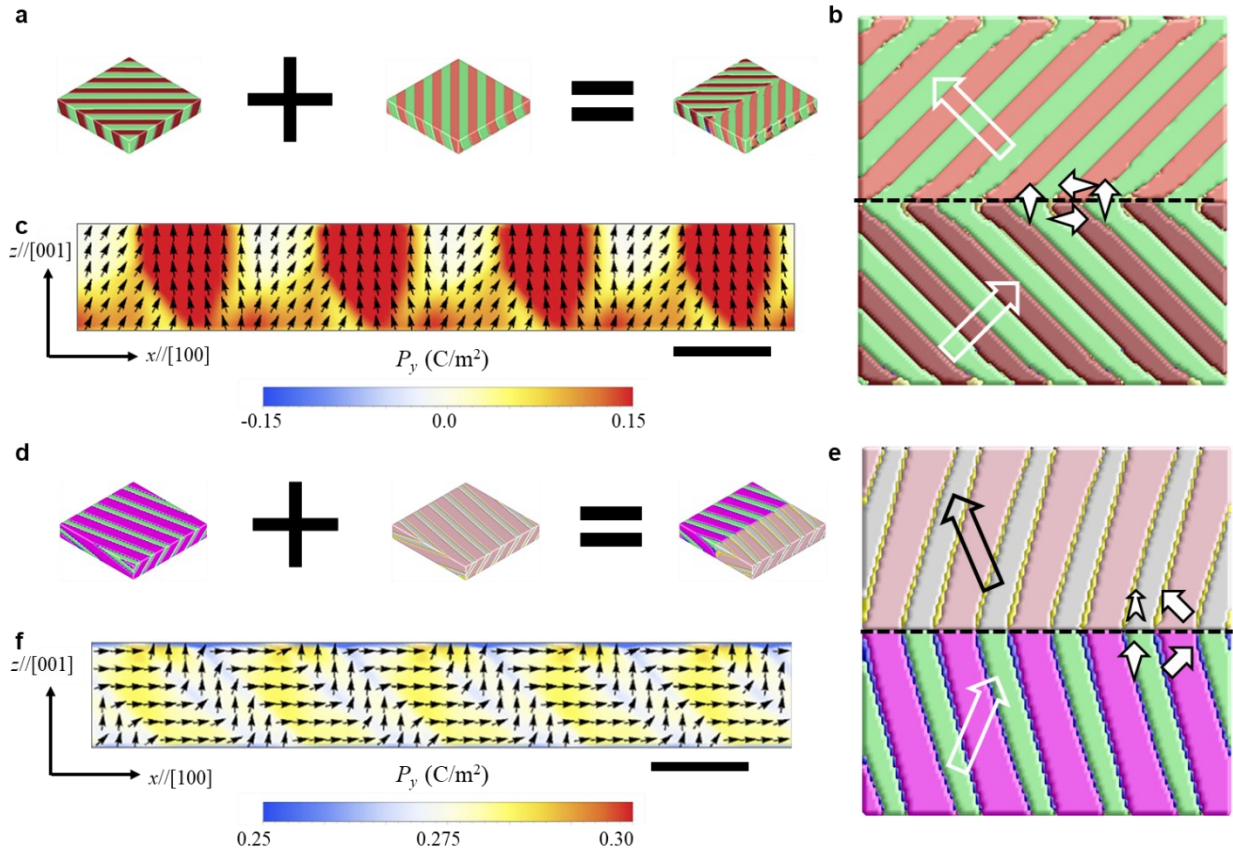 a
b
c
z//[001]
x//[100]
P_y (C/m²)
-0.15 0.0 0.15
d
e
f
z//[001]
x//[100]
P_y (C/m²)
0.25 0.275 0.30